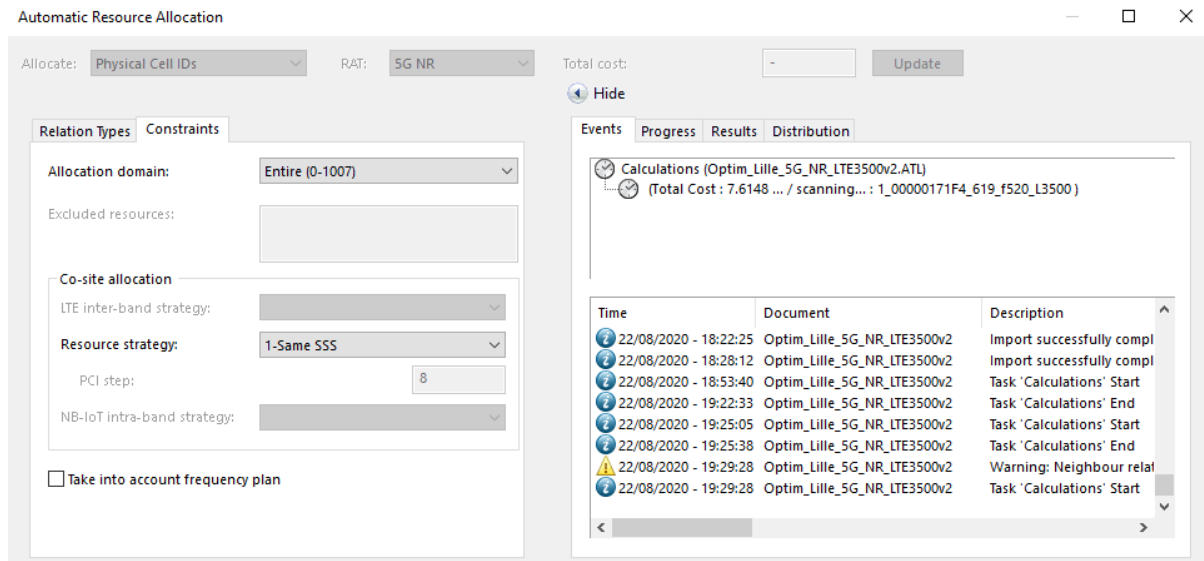 Automatic Resource Allocation
Allocate: Physical Cell IDs RAT: 5G NR Total cost: - Update
Hide
Relation Types Constraints
Allocation domain: Entire (0-1007)
Excluded resources:
Co-site allocation
LTE inter-band strategy:
Resource strategy: 1-Same SSS
PCI step: 8
NB-IoT intra-band strategy:
Take into account frequency plan
Events Progress Results Distribution
Calculations (Optim_Lille_5G_NR_LTE3500v2.ATL)
(Total Cost : 7.6148 ... / scanning... : 1_00000171F4_619_f520_L3500 )
Time Document Description
22/08/2020 - 18:22:25 Optim_Lille_5G_NR_LTE3500v2 Import successfully compl
22/08/2020 - 18:28:12 Optim_Lille_5G_NR_LTE3500v2 Import successfully compl
22/08/2020 - 18:53:40 Optim_Lille_5G_NR_LTE3500v2 Task 'Calculations' Start
22/08/2020 - 19:22:33 Optim_Lille_5G_NR_LTE3500v2 Task 'Calculations' End
22/08/2020 - 19:25:05 Optim_Lille_5G_NR_LTE3500v2 Task 'Calculations' Start
22/08/2020 - 19:25:38 Optim_Lille_5G_NR_LTE3500v2 Task 'Calculations' End
22/08/2020 - 19:29:28 Optim_Lille_5G_NR_LTE3500v2 Warning: Neighbour relat
22/08/2020 - 19:29:28 Optim_Lille_5G_NR_LTE3500v2 Task 'Calculations' Start